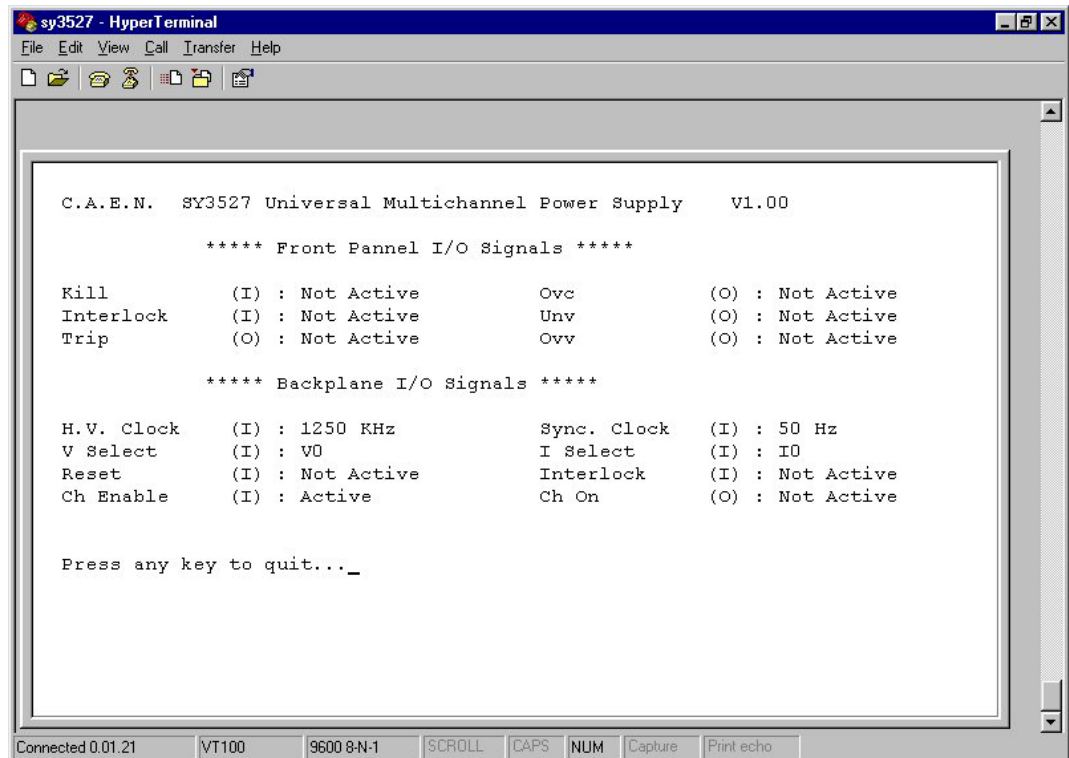 sy3527 - HyperTerminal
File Edit View Call Transfer Help
C.A.E.N. SY3527 Universal Multichannel Power Supply V1.00
***** Front Pannel I/O Signals *****
Kill (I) : Not Active Ovc (O) : Not Active
Interlock (I) : Not Active Unv (O) : Not Active
Trip (O) : Not Active Ovv (O) : Not Active
***** Backplane I/O Signals *****
H.V. Clock (I) : 1250 KHz Sync. Clock (I) : 50 Hz
V Select (I) : V0 I Select (I) : I0
Reset (I) : Not Active Interlock (I) : Not Active
Ch Enable (I) : Active Ch On (O) : Not Active
Press any key to quit..._
Connected 0.01.21 VT100 9600 8-N-1 SCROLL CAPS NUM Capture Print echo